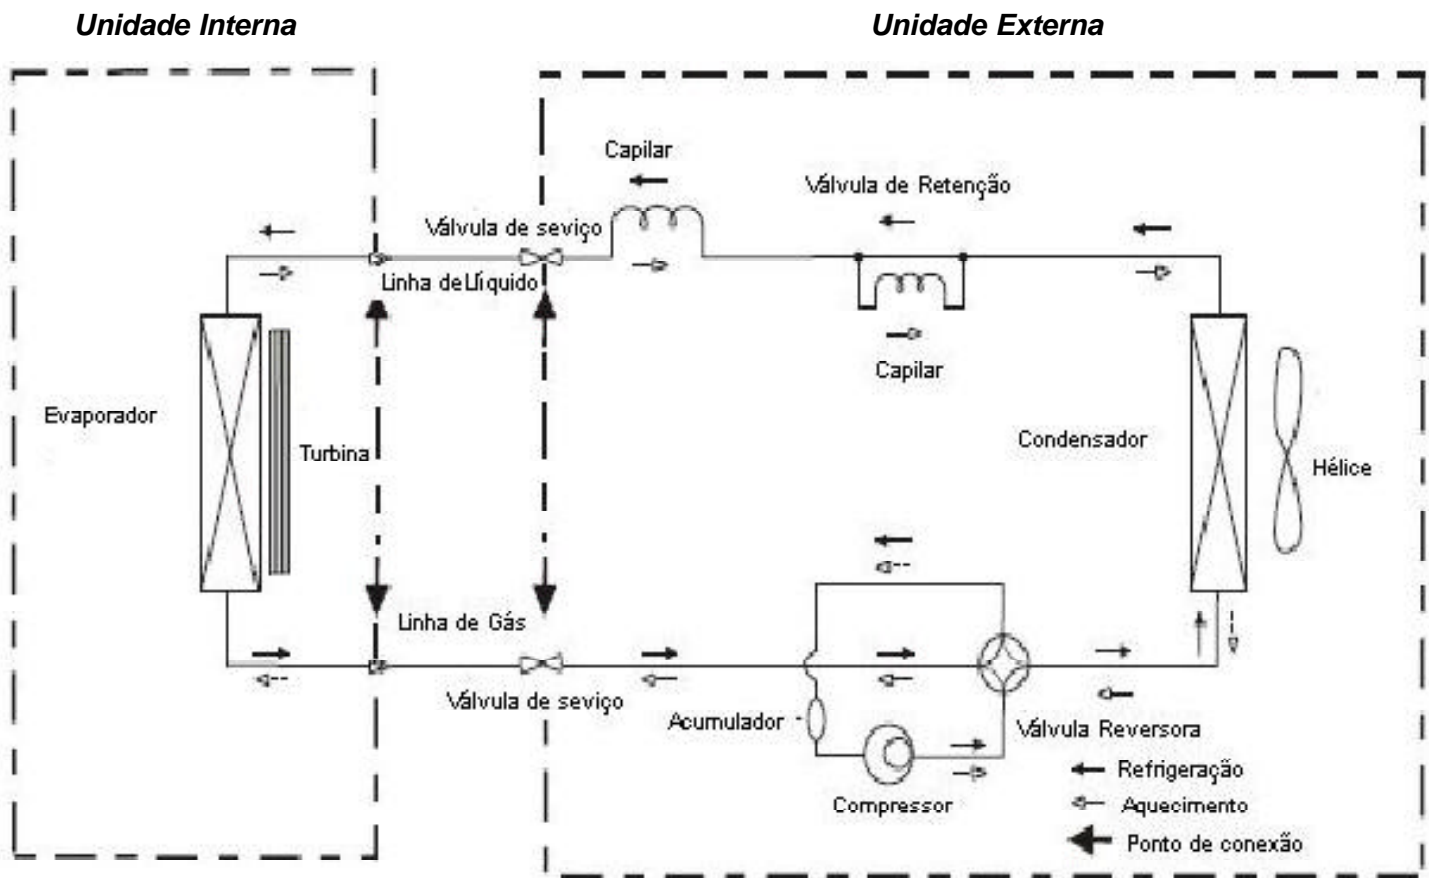 Unidade Interna
Unidade Externa
Capilar
Válvula de Retenção
Válvula de seviço
Linha deLlíquido
Capilar
Evaporador
Condensador
Turbina
Hélice
Linha de Gás
Válvula de seviço
Acumulador
Válvula Reversora
Refrigeração
Compressor
Aquecimento
Ponto de conexão